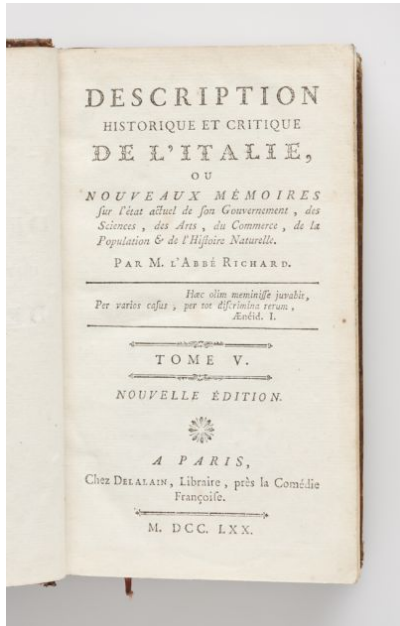 DESCRIPTION
HISTORIQUE ET CRITIQUE
DE L'ITALIE,
OU
NOUVEAUX MÉMOIRES
ſur l'état actuel de ſon Gouvernement, des
Sciences, des Arts, du Commerce, de la
Population & de l'Hiſtoire Naturelle.
PAR M. L'ABBÉ RICHARD.
Hæc olim meminiſſe juvabit,
Per varios caſus, per tot diſcrimina rerum,
Æneid. I.
TOME V.
NOUVELLE ÉDITION.
A PARIS,
Chez DELALAIN, Libraire, près la Comédie
Françoiſe.
M. DCC. LXX.